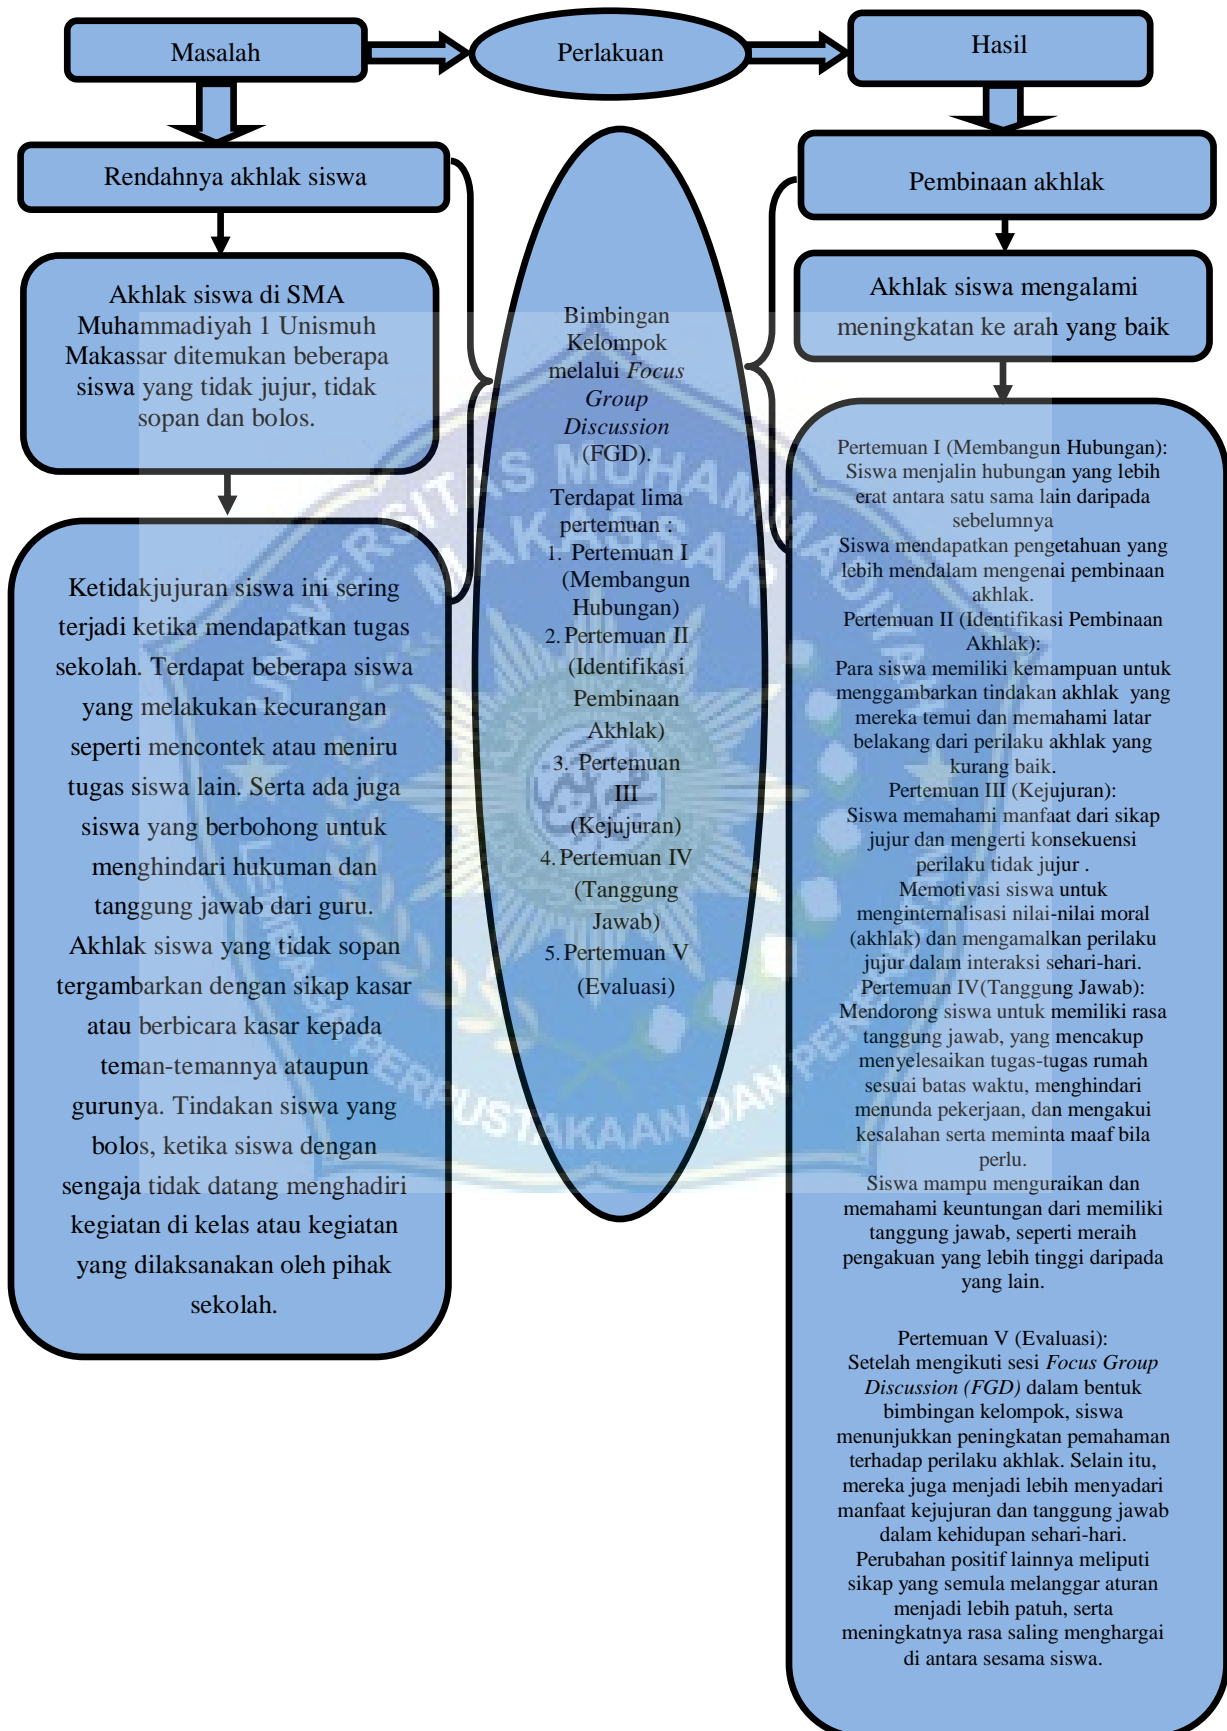 Masalah
Perlakuan
Hasil
Rendahnya akhlak siswa
Akhlak siswa di SMA
Muhammadiyah 1 Unismuh
Makassar ditemukan beberapa
siswa yang tidak jujur, tidak
sopan dan bolos.
Ketidakjujuran siswa ini sering
terjadi ketika mendapatkan tugas
sekolah. Terdapat beberapa siswa
yang melakukan kecurangan
seperti mencontek atau meniru
tugas siswa lain. Serta ada juga
siswa yang berbohong untuk
menghindari hukuman dan
tanggung jawab dari guru.
Akhlak siswa yang tidak sopan
tergambarkan dengan sikap kasar
atau berbicara kasar kepada
teman-temannya ataupun
gurunya. Tindakan siswa yang
bolos, ketika siswa dengan
sengaja tidak datang menghadiri
kegiatan di kelas atau kegiatan
yang dilaksanakan oleh pihak
sekolah.
Bimbingan
Kelompok
melalui Focus
Group
Discussion
(FGD).
Terdapat lima
pertemuan :
1. Pertemuan I
(Membangun
Hubungan)
2. Pertemuan II
(Identifikasi
Pembinaan
Akhlak)
3. Pertemuan
III
(Kejujuran)
4. Pertemuan IV
(Tanggung
Jawab)
5. Pertemuan V
(Evaluasi)
Pembinaan akhlak
Akhlak siswa mengalami
meningkatan ke arah yang baik
Pertemuan I (Membangun Hubungan):
Siswa menjalin hubungan yang lebih
erat antara satu sama lain daripada
sebelumnya
Siswa mendapatkan pengetahuan yang
lebih mendalam mengenai pembinaan
akhlak.
Pertemuan II (Identifikasi Pembinaan
Akhlak):
Para siswa memiliki kemampuan untuk
menggambarkan tindakan akhlak yang
mereka temui dan memahami latar
belakang dari perilaku akhlak yang
kurang baik.
Pertemuan III (Kejujuran):
Siswa memahami manfaat dari sikap
jujur dan mengerti konsekuensi
perilaku tidak jujur .
Memotivasi siswa untuk
menginternalisasi nilai-nilai moral
(akhlak) dan mengamalkan perilaku
jujur dalam interaksi sehari-hari.
Pertemuan IV(Tanggung Jawab):
Mendorong siswa untuk memiliki rasa
tanggung jawab, yang mencakup
menyelesaikan tugas-tugas rumah
sesuai batas waktu, menghindari
menunda pekerjaan, dan mengakui
kesalahan serta meminta maaf bila
perlu.
Siswa mampu menguraikan dan
memahami keuntungan dari memiliki
tanggung jawab, seperti meraih
pengakuan yang lebih tinggi daripada
yang lain.
Pertemuan V (Evaluasi):
Setelah mengikuti sesi Focus Group
Discussion (FGD) dalam bentuk
bimbingan kelompok, siswa
menunjukkan peningkatan pemahaman
terhadap perilaku akhlak. Selain itu,
mereka juga menjadi lebih menyadari
manfaat kejujuran dan tanggung jawab
dalam kehidupan sehari-hari.
Perubahan positif lainnya meliputi
sikap yang semula melanggar aturan
menjadi lebih patuh, serta
meningkatnya rasa saling menghargai
di antara sesama siswa.
UNIVERSITAS MUHAMMADIYAH
MAKASSAR
LEMBAGA PERPUSTAKAAN DAN PENERBITAN